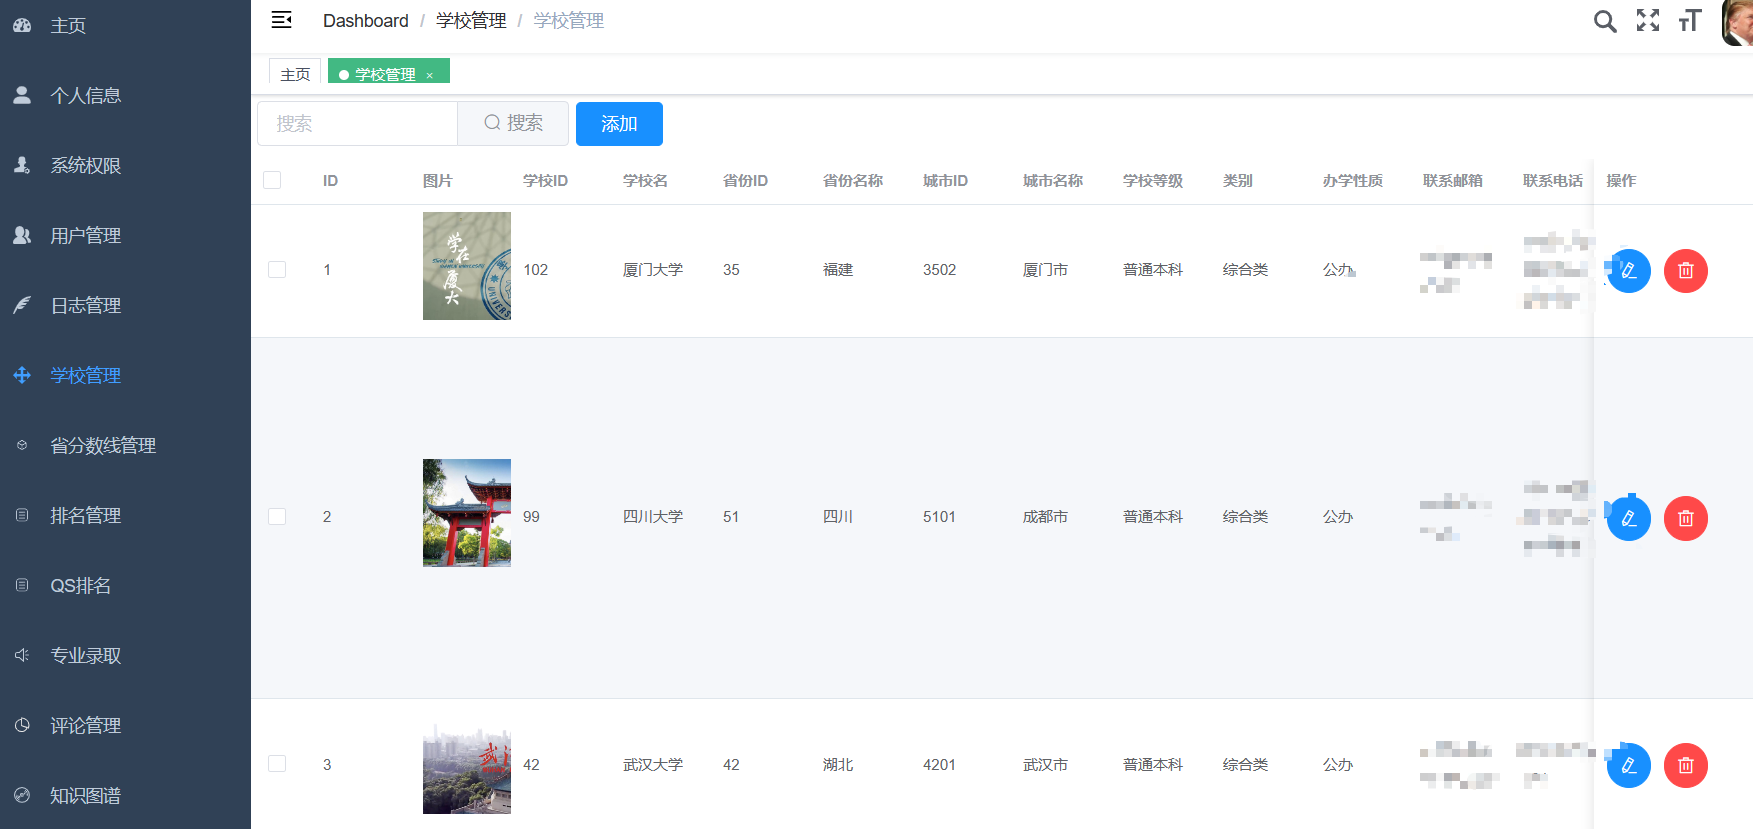 主页
个人信息
系统权限
用户管理
日志管理
学校管理
省分数线管理
排名管理
QS排名
专业录取
评论管理
知识图谱
Dashboard / 学校管理 / 学校管理
主页 学校管理 ×
搜索 搜索 添加
ID 图片 学校ID 学校名 省份ID 省份名称 城市ID 城市名称 学校等级 类别 办学性质 联系邮箱 联系电话 操作
学在厦大
1 102 厦门大学 35 福建 3502 厦门市 普通本科 综合类 公办
2 99 四川大学 51 四川 5101 成都市 普通本科 综合类 公办
3 42 武汉大学 42 湖北 4201 武汉市 普通本科 综合类 公办